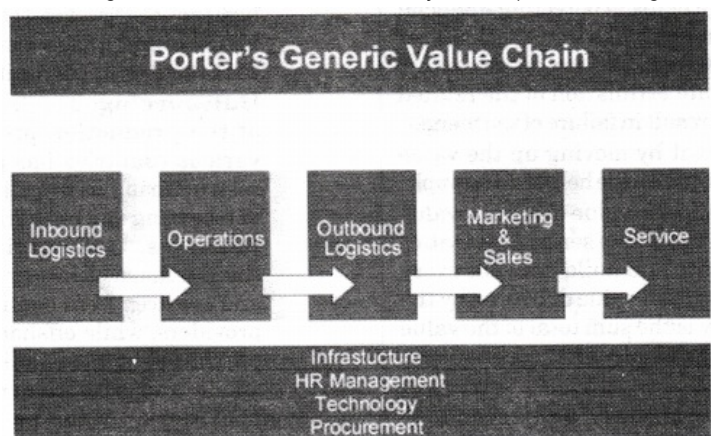 Porter's Generic Value Chain
Inbound
Logistics
Operations
Outbound
Logistics
Marketing
&
Sales
Service
Infrastucture
HR Management
Technology
Procurement